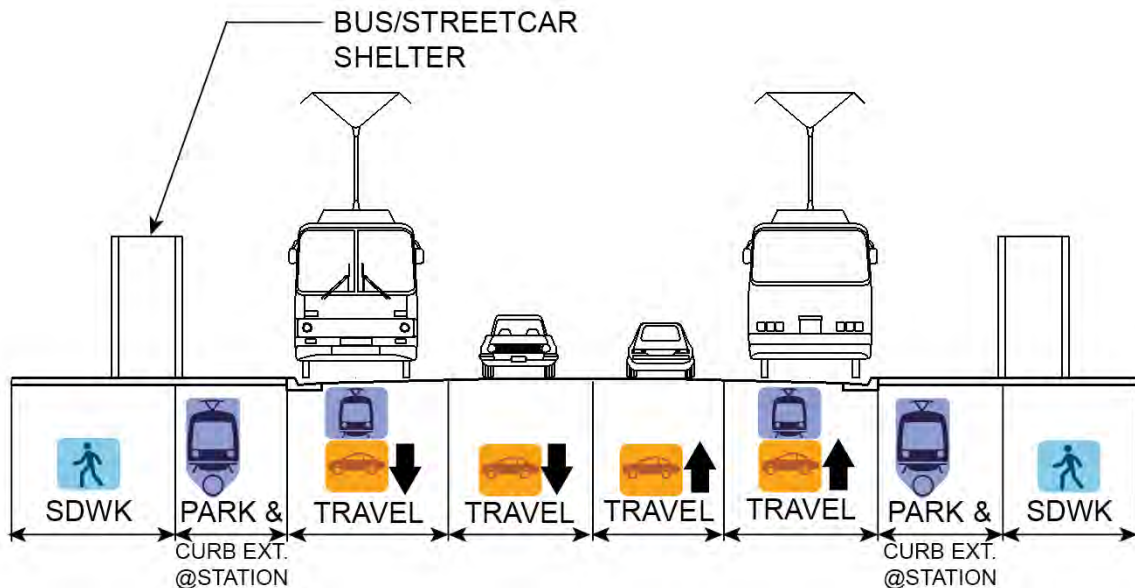 BUS/STREETCAR
SHELTER
SDWK PARK & TRAVEL TRAVEL TRAVEL TRAVEL PARK & SDWK
CURB EXT. CURB EXT.
@STATION @STATION